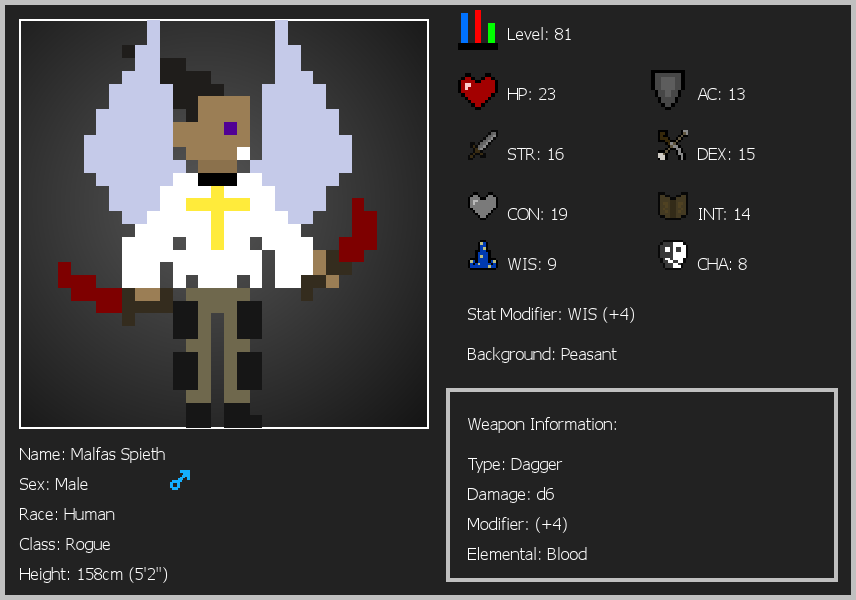 Level: 81
HP: 23
AC: 13
STR: 16
DEX: 15
CON: 19
INT: 14
WIS: 9
CHA: 8
Stat Modifier: WIS (+4)
Background: Peasant
Weapon Information:
Type: Dagger
Damage: d6
Modifier: (+4)
Elemental: Blood
Name: Malfas Spieth
Sex: Male
Race: Human
Class: Rogue
Height: 158cm (5'2")